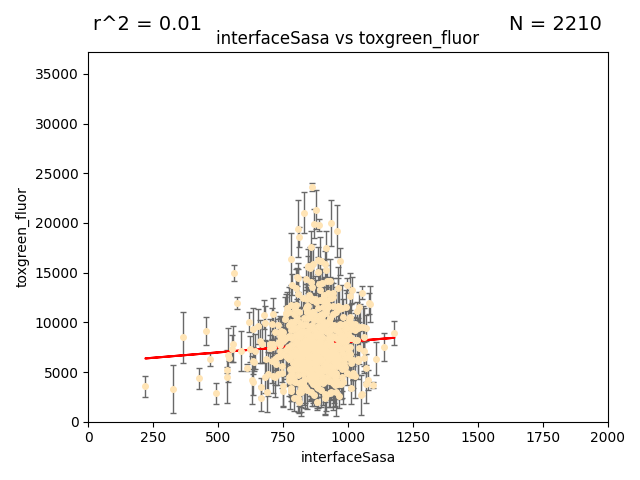 r^2 = 0.01
N = 2210
interfaceSasa vs toxgreen_fluor
toxgreen_fluor
35000
30000
25000
20000
15000
10000
5000
0
0 250 500 750 1000 1250 1500 1750 2000
interfaceSasa